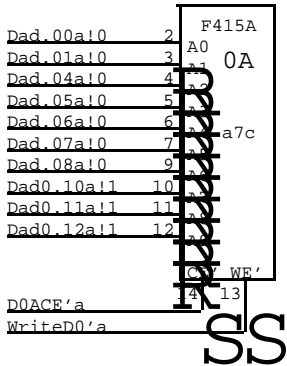 F415A
Dad.00a!0 2 A0 0A
Dad.01a!0 3 A1
Dad.04a!0 4 A2
Dad.05a!0 5
Dad.06a!0 6 a7c
Dad.07a!0 7
Dad.08a!0 9
Dad0.10a!1 10
Dad0.11a!1 11
Dad0.12a!1 12
WE'
14 13
D0ACE'a
WriteD0'a
SS